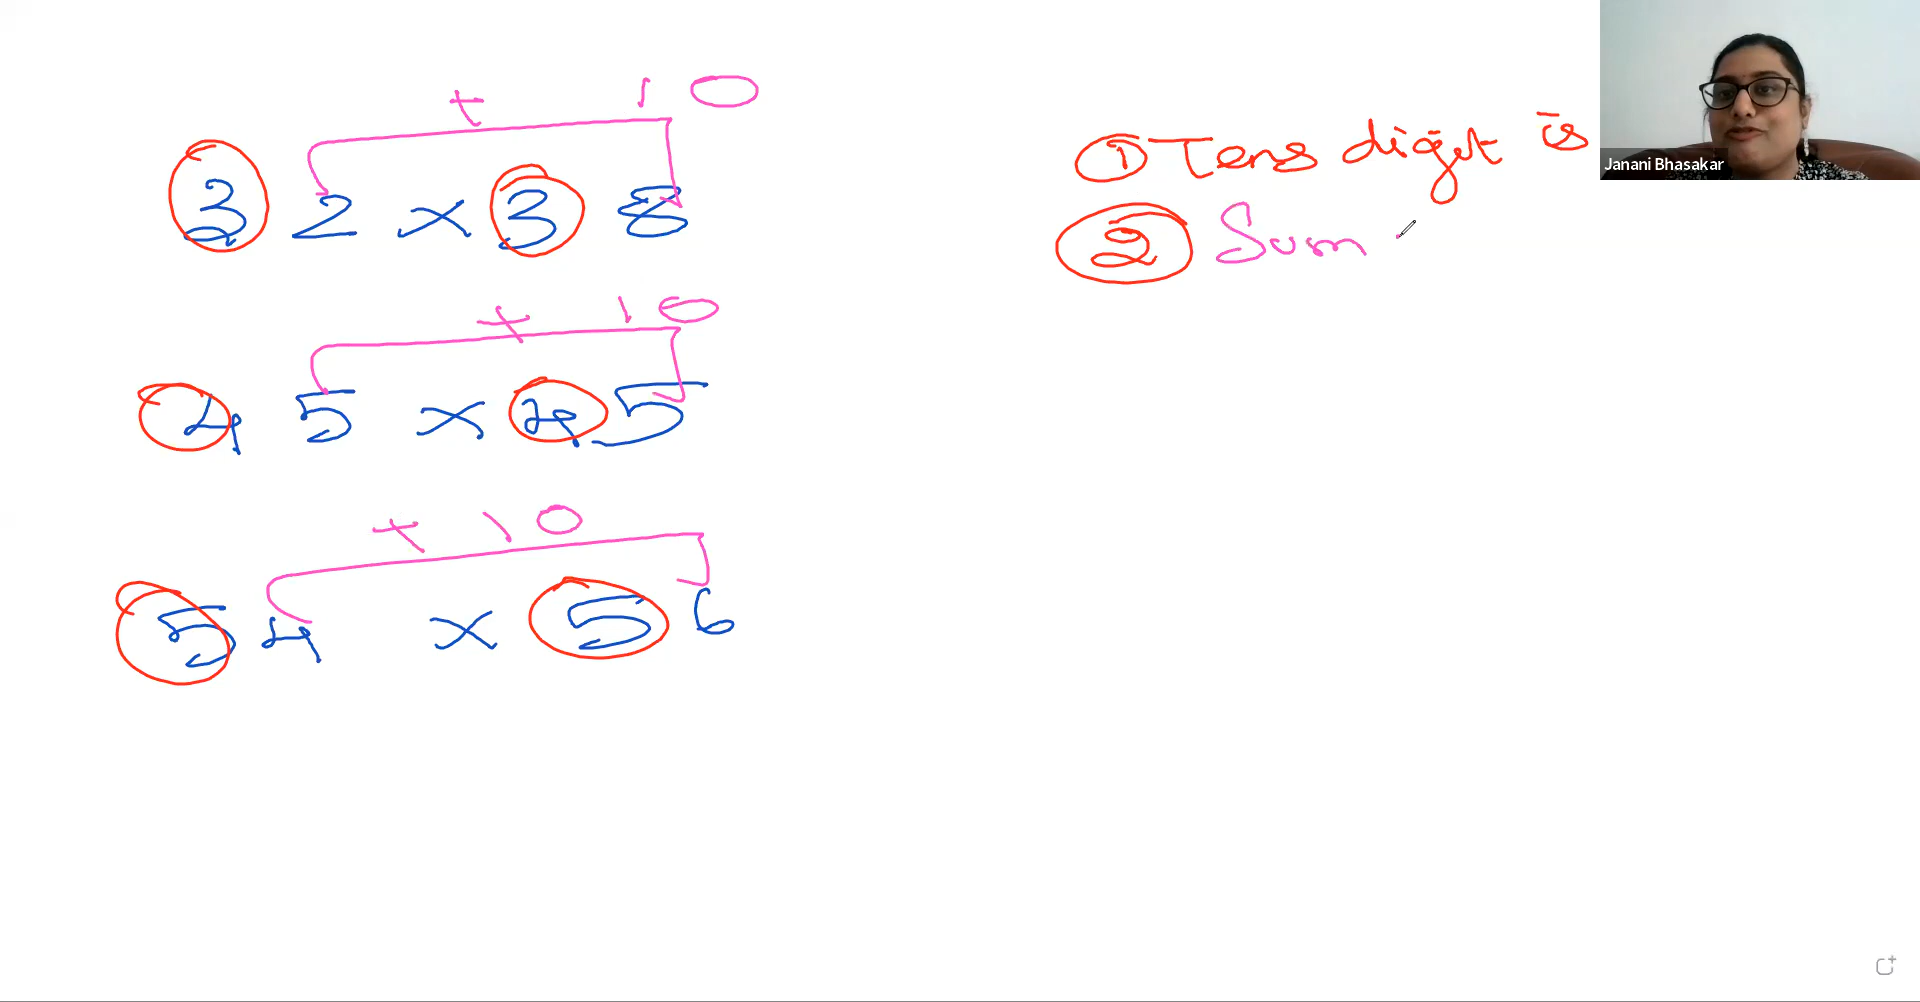 + 10
32 × 38
+ 10
45 × 45
+ 10
54 × 56
① Tens digit is
② Sum
Janani Bhasakar